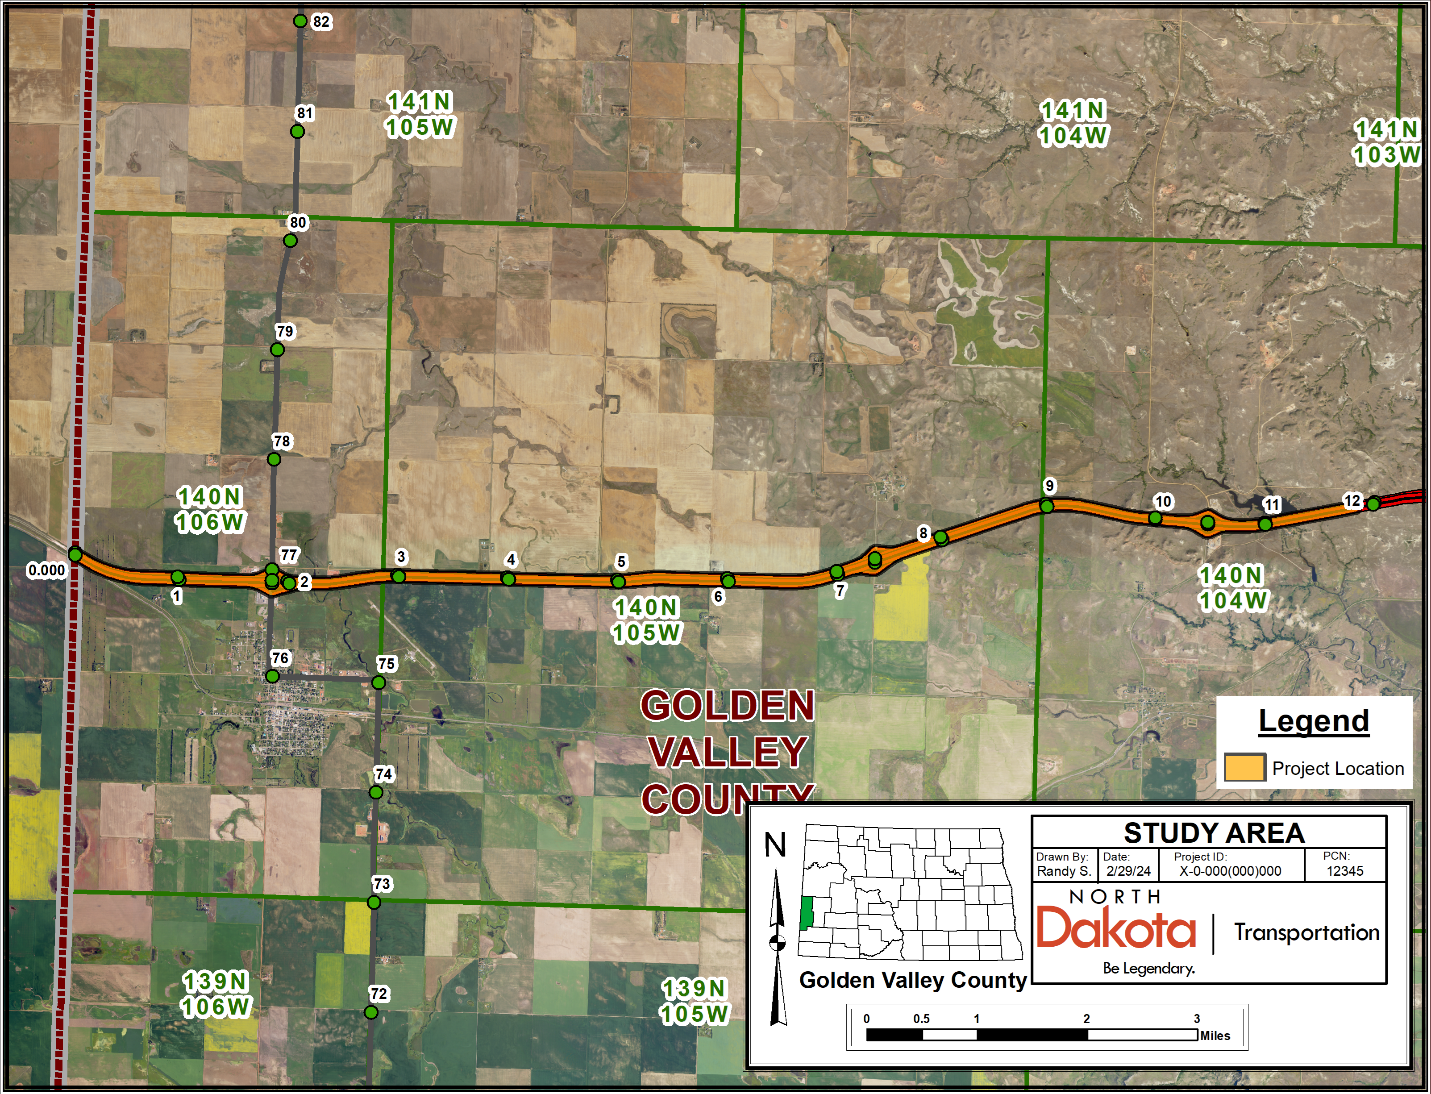 82
81
141N
105W
141N
104W
141N
103W
80
79
78
140N
106W
9
10
11
12
8
0.000
1
77
2
3
4
5
6
7
140N
105W
140N
104W
76
75
GOLDEN
VALLEY
COUNTY
Legend
Project Location
74
73
72
139N
106W
139N
105W
N
Golden Valley County
STUDY AREA
Drawn By:
Randy S.
Date:
2/29/24
Project ID:
X-0-000(000)000
PCN:
12345
NORTH
Dakota
Be Legendary.
Transportation
0 0.5 1 2 3
Miles